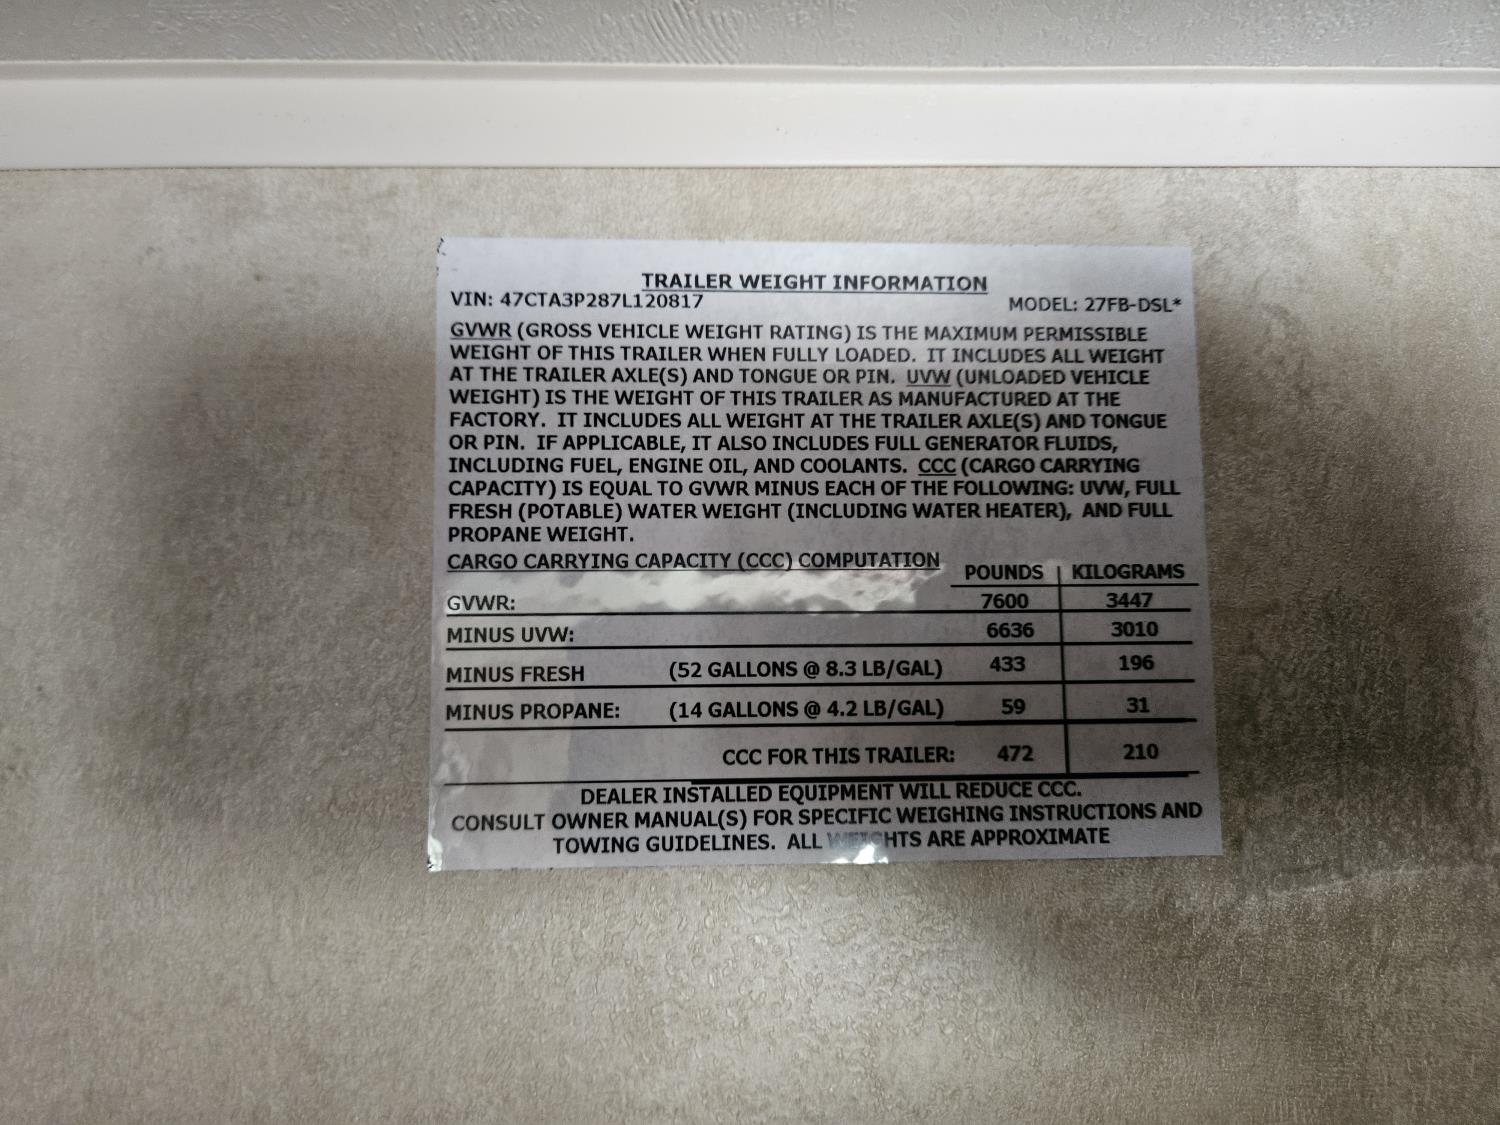 TRAILER WEIGHT INFORMATION
VIN: 47CTA3P287L120817 MODEL: 27FB-DSL*
GVWR (GROSS VEHICLE WEIGHT RATING) IS THE MAXIMUM PERMISSIBLE
WEIGHT OF THIS TRAILER WHEN FULLY LOADED. IT INCLUDES ALL WEIGHT
AT THE TRAILER AXLE(S) AND TONGUE OR PIN. UVW (UNLOADED VEHICLE
WEIGHT) IS THE WEIGHT OF THIS TRAILER AS MANUFACTURED AT THE
FACTORY. IT INCLUDES ALL WEIGHT AT THE TRAILER AXLE(S) AND TONGUE
OR PIN. IF APPLICABLE, IT ALSO INCLUDES FULL GENERATOR FLUIDS,
INCLUDING FUEL, ENGINE OIL, AND COOLANTS. CCC (CARGO CARRYING
CAPACITY) IS EQUAL TO GVWR MINUS EACH OF THE FOLLOWING: UVW, FULL
FRESH (POTABLE) WATER WEIGHT (INCLUDING WATER HEATER), AND FULL
PROPANE WEIGHT.
CARGO CARRYING CAPACITY (CCC) COMPUTATION
POUNDS KILOGRAMS
GVWR: 7600 3447
MINUS UVW: 6636 3010
MINUS FRESH (52 GALLONS @ 8.3 LB/GAL) 433 196
MINUS PROPANE: (14 GALLONS @ 4.2 LB/GAL) 59 31
CCC FOR THIS TRAILER: 472 210
DEALER INSTALLED EQUIPMENT WILL REDUCE CCC.
CONSULT OWNER MANUAL(S) FOR SPECIFIC WEIGHING INSTRUCTIONS AND
TOWING GUIDELINES. ALL WEIGHTS ARE APPROXIMATE